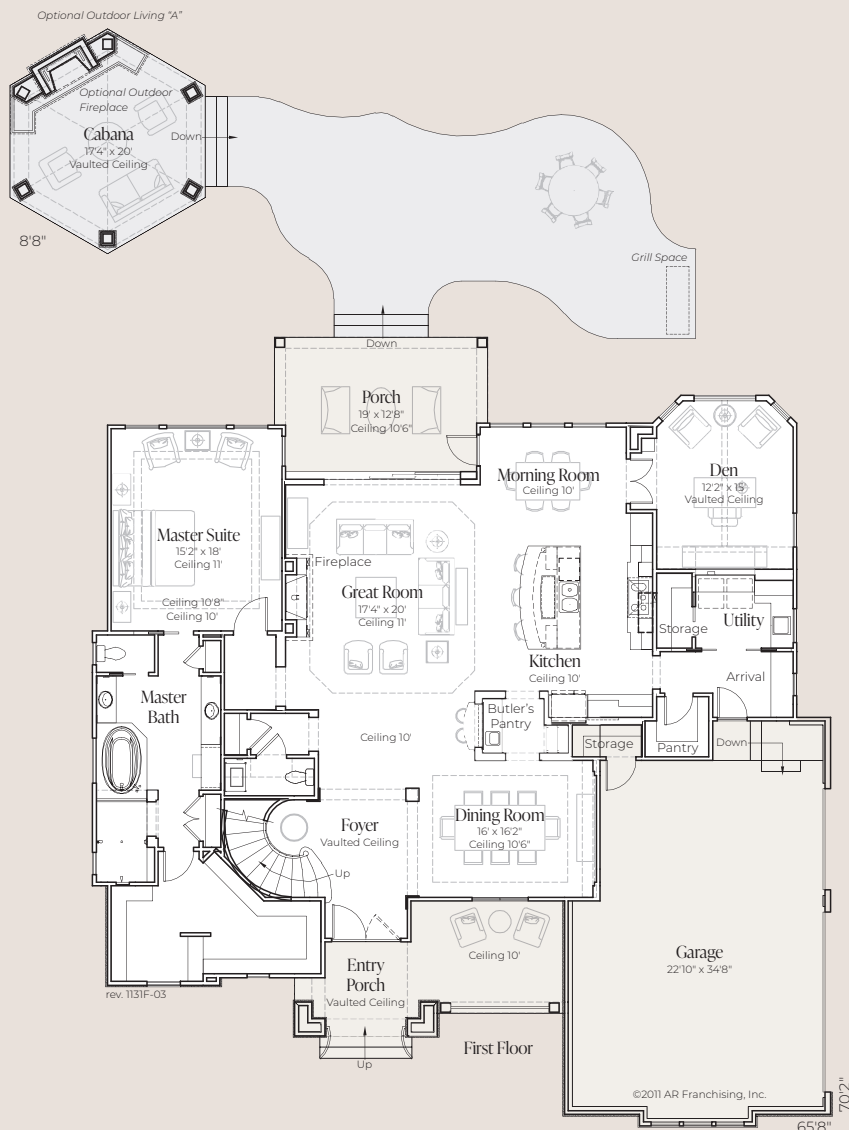 Optional Outdoor Living “A”
Optional Outdoor
Fireplace
Cabana
17'4" x 20'
Vaulted Ceiling
Down
8'8"
Grill Space
Down
Porch
19' x 12'8"
Ceiling 10'6"
Morning Room
Ceiling 10'
Den
12'2" x 15'
Vaulted Ceiling
Master Suite
15'2" x 18'
Ceiling 11'
Ceiling 10'8"
Ceiling 10'
Fireplace
Great Room
17'4" x 20'
Ceiling 11'
Kitchen
Ceiling 10'
Storage
Utility
Arrival
Master
Bath
Butler's
Pantry
Ceiling 10'
Storage
Pantry
Down
Foyer
Vaulted Ceiling
Up
Dining Room
16' x 16'2"
Ceiling 10'6"
Ceiling 10'
Garage
22'10" x 34'8"
Entry
Porch
Vaulted Ceiling
rev. 1131F-03
Up
First Floor
©2011 AR Franchising, Inc.
70'2"
65'8"